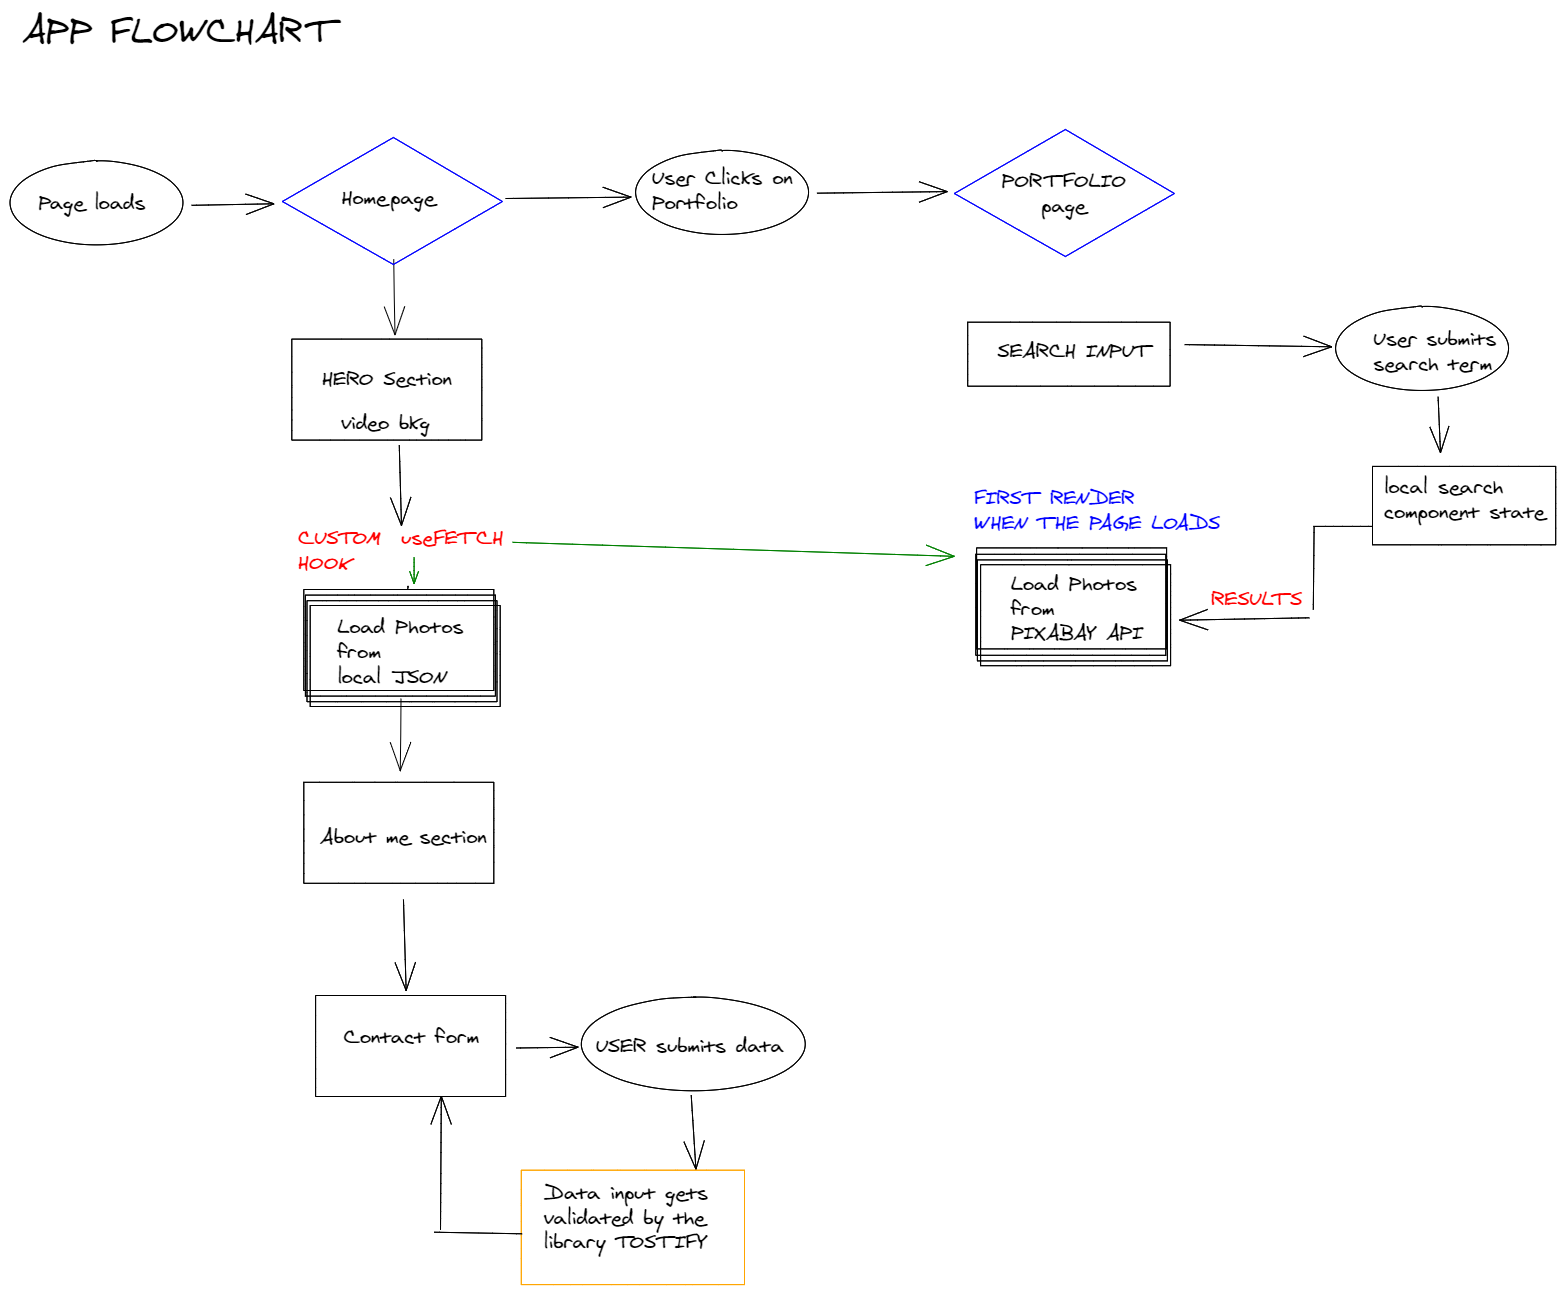 APP FLOWCHART
Page loads
Homepage
User Clicks on
Portfolio
PORTFOLIO
page
HERO Section
video bkg
SEARCH INPUT
User submits
search term
local search
component state
CUSTOM useFETCH
HOOK
FIRST RENDER
WHEN THE PAGE LOADS
Load Photos
from
local JSON
Load Photos
from
PIXABAY API
RESULTS
About me section
Contact form
USER submits data
Data input gets
validated by the
library TOSTIFY